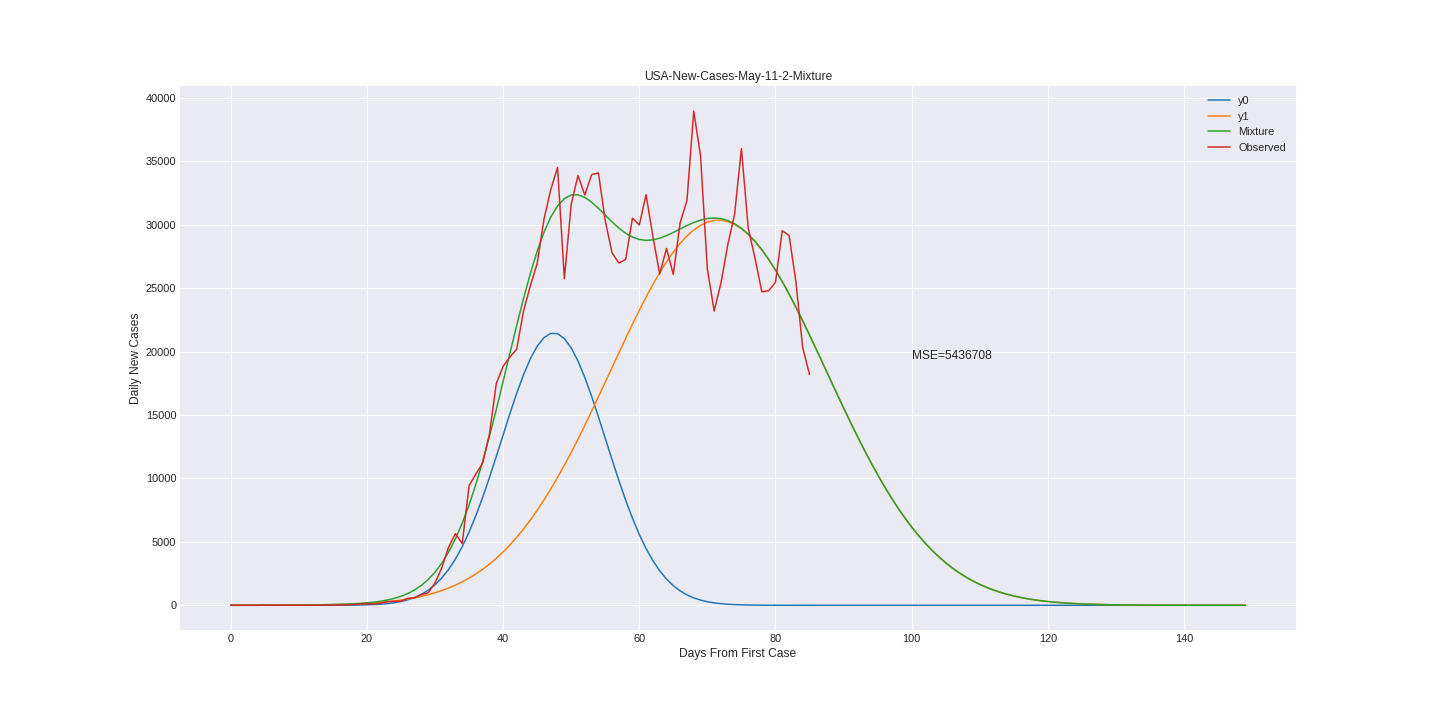 USA-New-Cases-May-11-2-Mixture
y0
y1
Mixture
Observed
Daily New Cases
40000
35000
30000
25000
20000
15000
10000
5000
0
MSE=5436708
0 20 40 60 80 100 120 140
Days From First Case